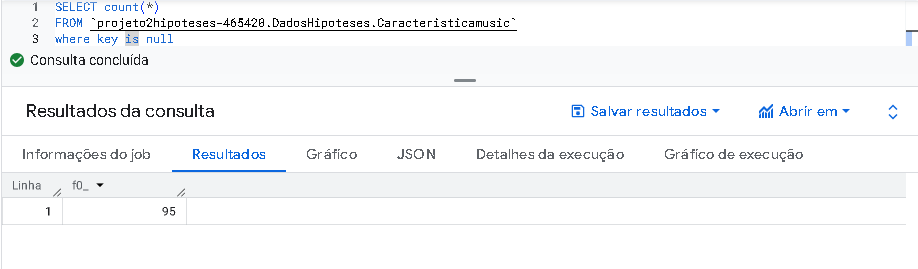 1 SELECT count(*)
2 FROM `projeto2hipoteses-465420.DadosHipoteses.Caracteristicamusic`
3 where key is null
Consulta concluída
Resultados da consulta Salvar resultados Abrir em
Informações do job Resultados Gráfico JSON Detalhes da execução Gráfico de execução
Linha f0_
1 95